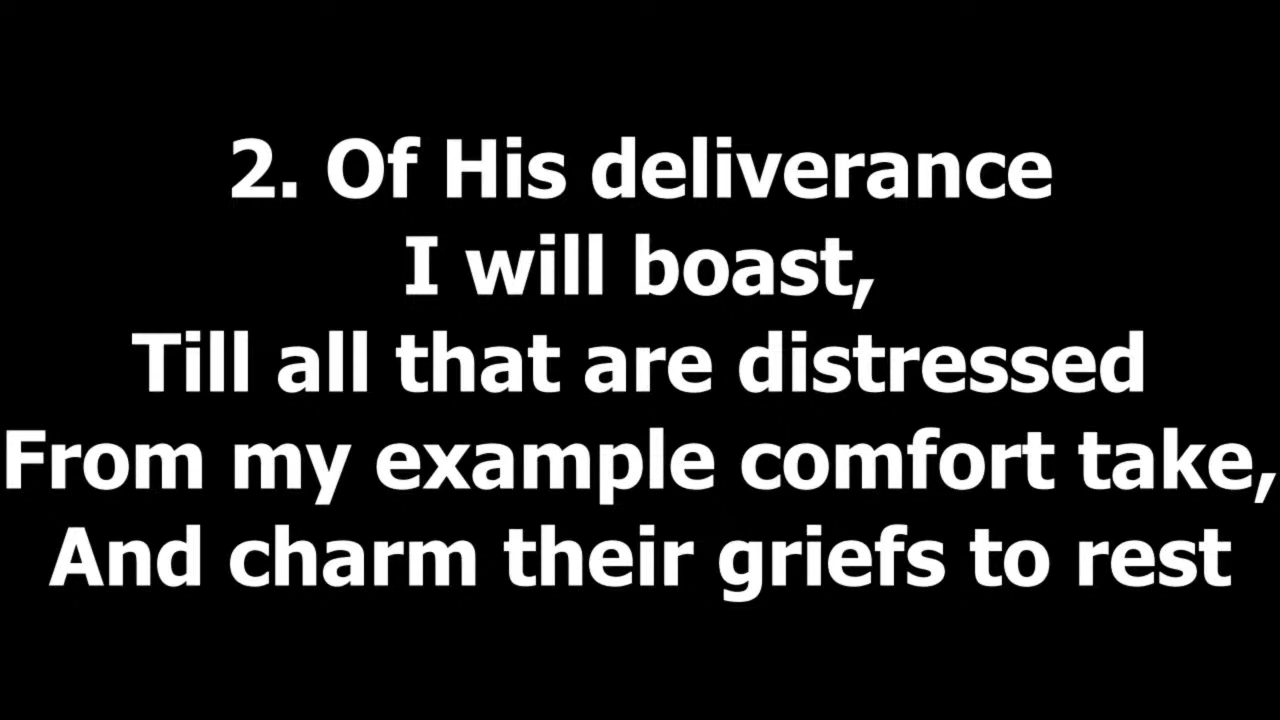 2. Of His deliverance
I will boast,
Till all that are distressed
From my example comfort take,
And charm their griefs to rest